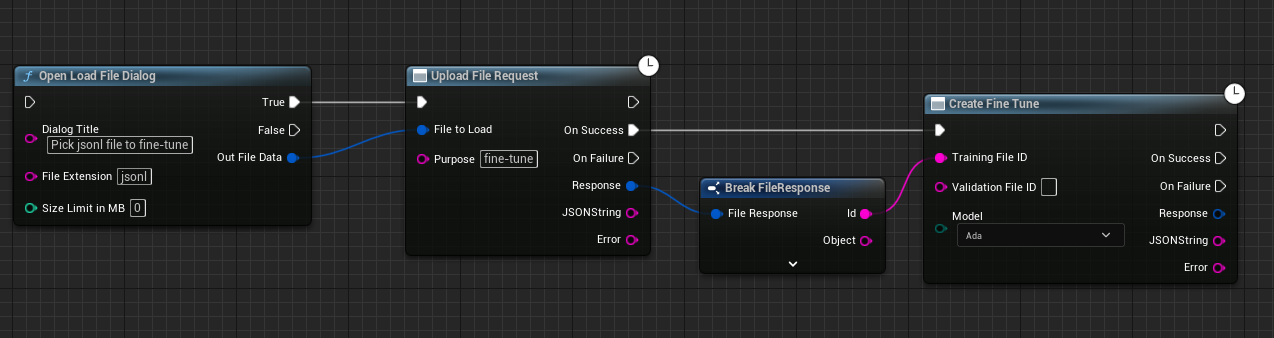 Open Load File Dialog
True
False
Dialog Title
Pick jsonl file to fine-tune
Out File Data
File Extension jsonl
Size Limit in MB 0
Upload File Request
File to Load
On Success
On Failure
Purpose fine-tune
Response
JSONString
Error
Break FileResponse
File Response
Id
Object
Create Fine Tune
Training File ID
On Success
Validation File ID
On Failure
Model
Ada
Response
JSONString
Error